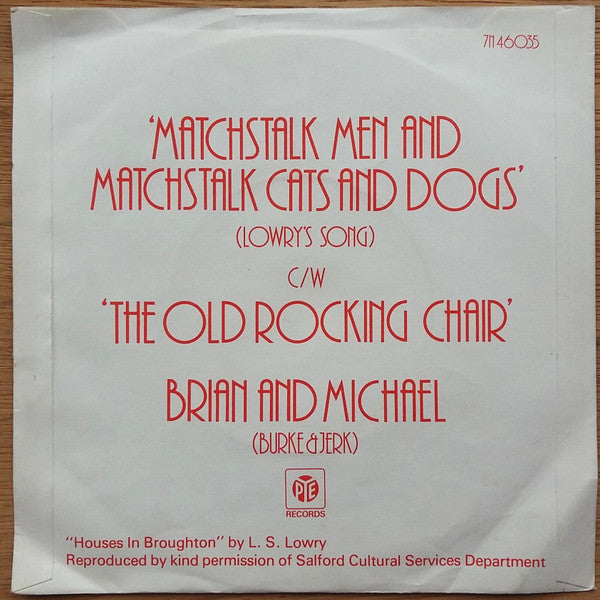 7N 46035
'MATCHSTALK MEN AND
MATCHSTALK CATS AND DOGS'
(LOWRY'S SONG)
C/W
'THE OLD ROCKING CHAIR'
BRIAN AND MICHAEL
(BURKE & JERK)
PYE
RECORDS
"Houses In Broughton" by L. S. Lowry
Reproduced by kind permission of Salford Cultural Services Department